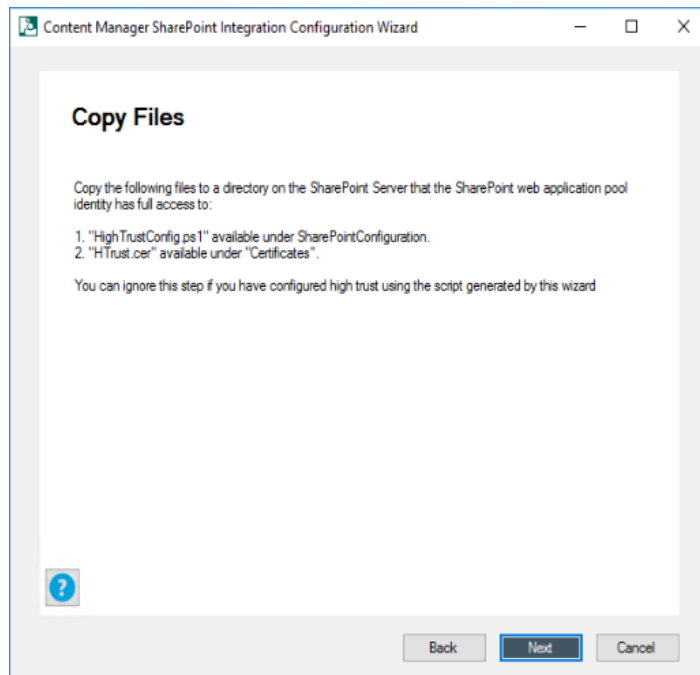 Content Manager SharePoint Integration Configuration Wizard
Copy Files
Copy the following files to a directory on the SharePoint Server that the SharePoint web application pool
identity has full access to:
1. "HighTrustConfig.ps1" available under SharePointConfiguration.
2. "HTrust.cer" available under "Certificates".
You can ignore this step if you have configured high trust using the script generated by this wizard
?
Back Next Cancel